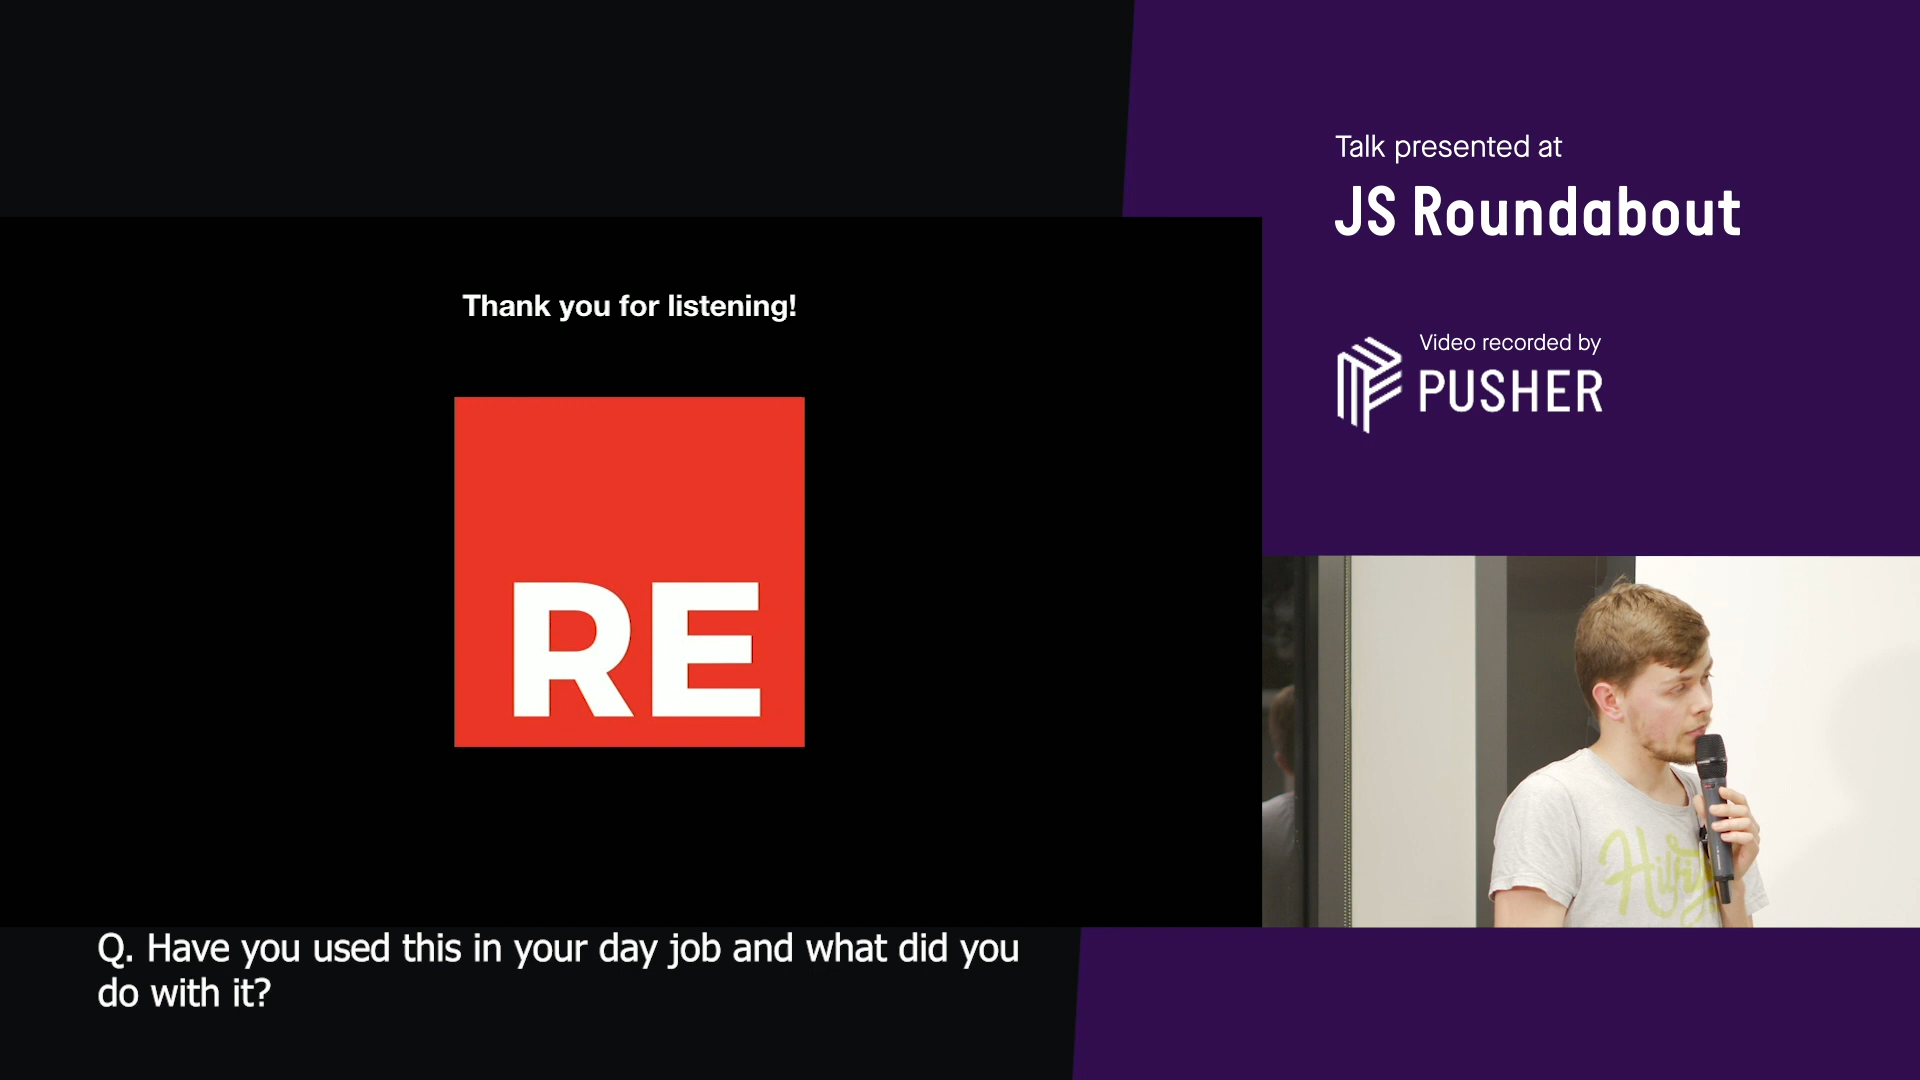 Talk presented at
JS Roundabout
Video recorded by
PUSHER
Thank you for listening!
RE
Q. Have you used this in your day job and what did you
do with it?